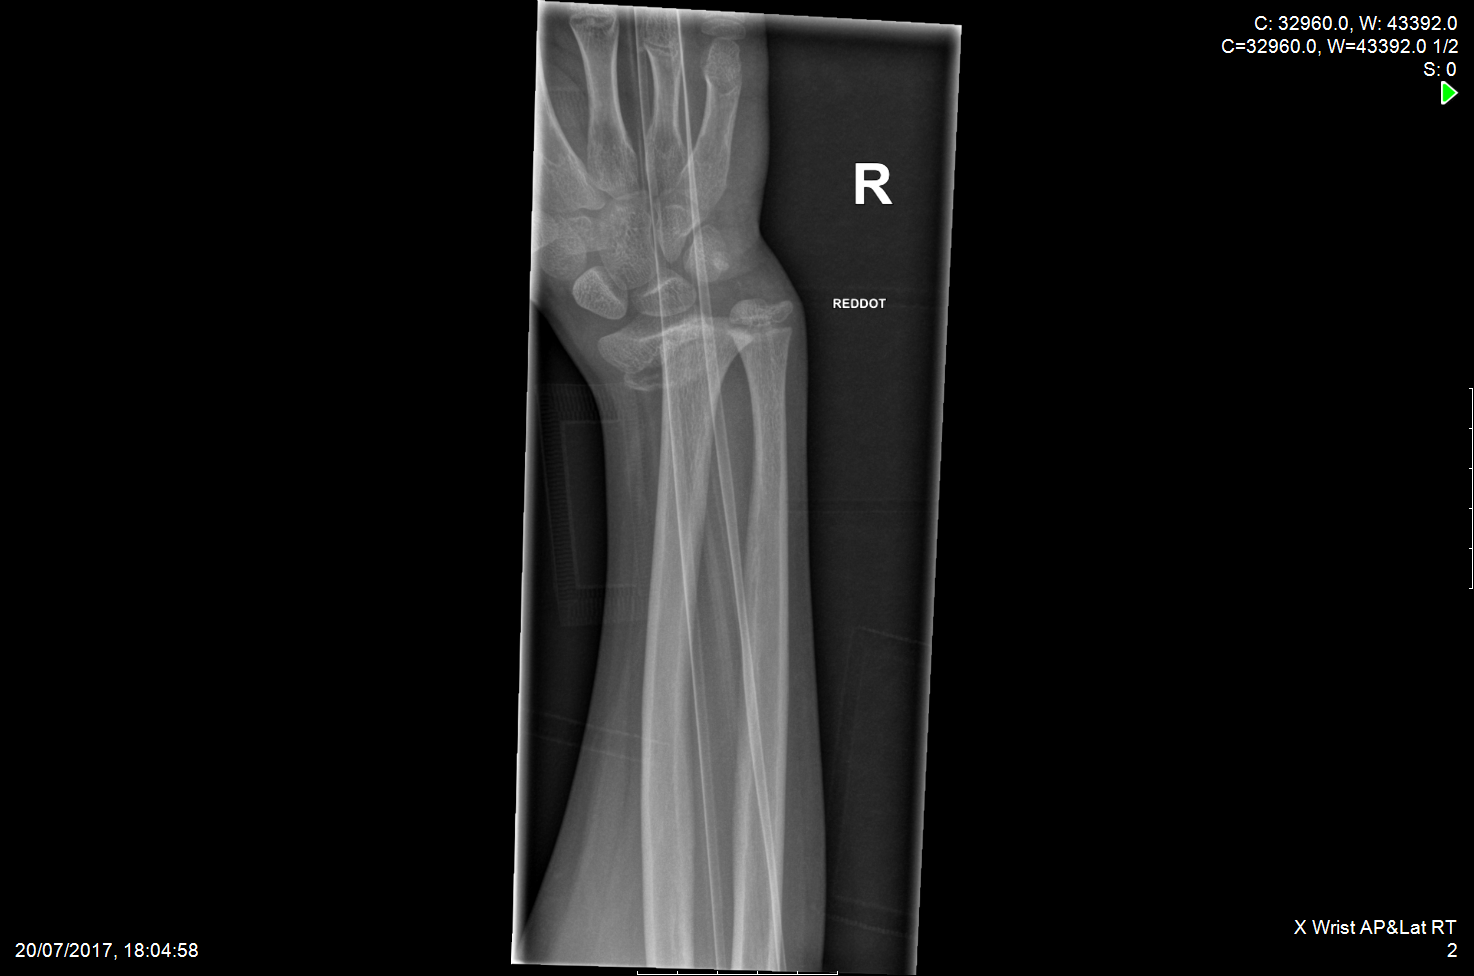 C: 32960.0, W: 43392.0
C=32960.0, W=43392.0 1/2
S: 0
R
REDDOT
X Wrist AP&Lat RT
2
20/07/2017, 18:04:58